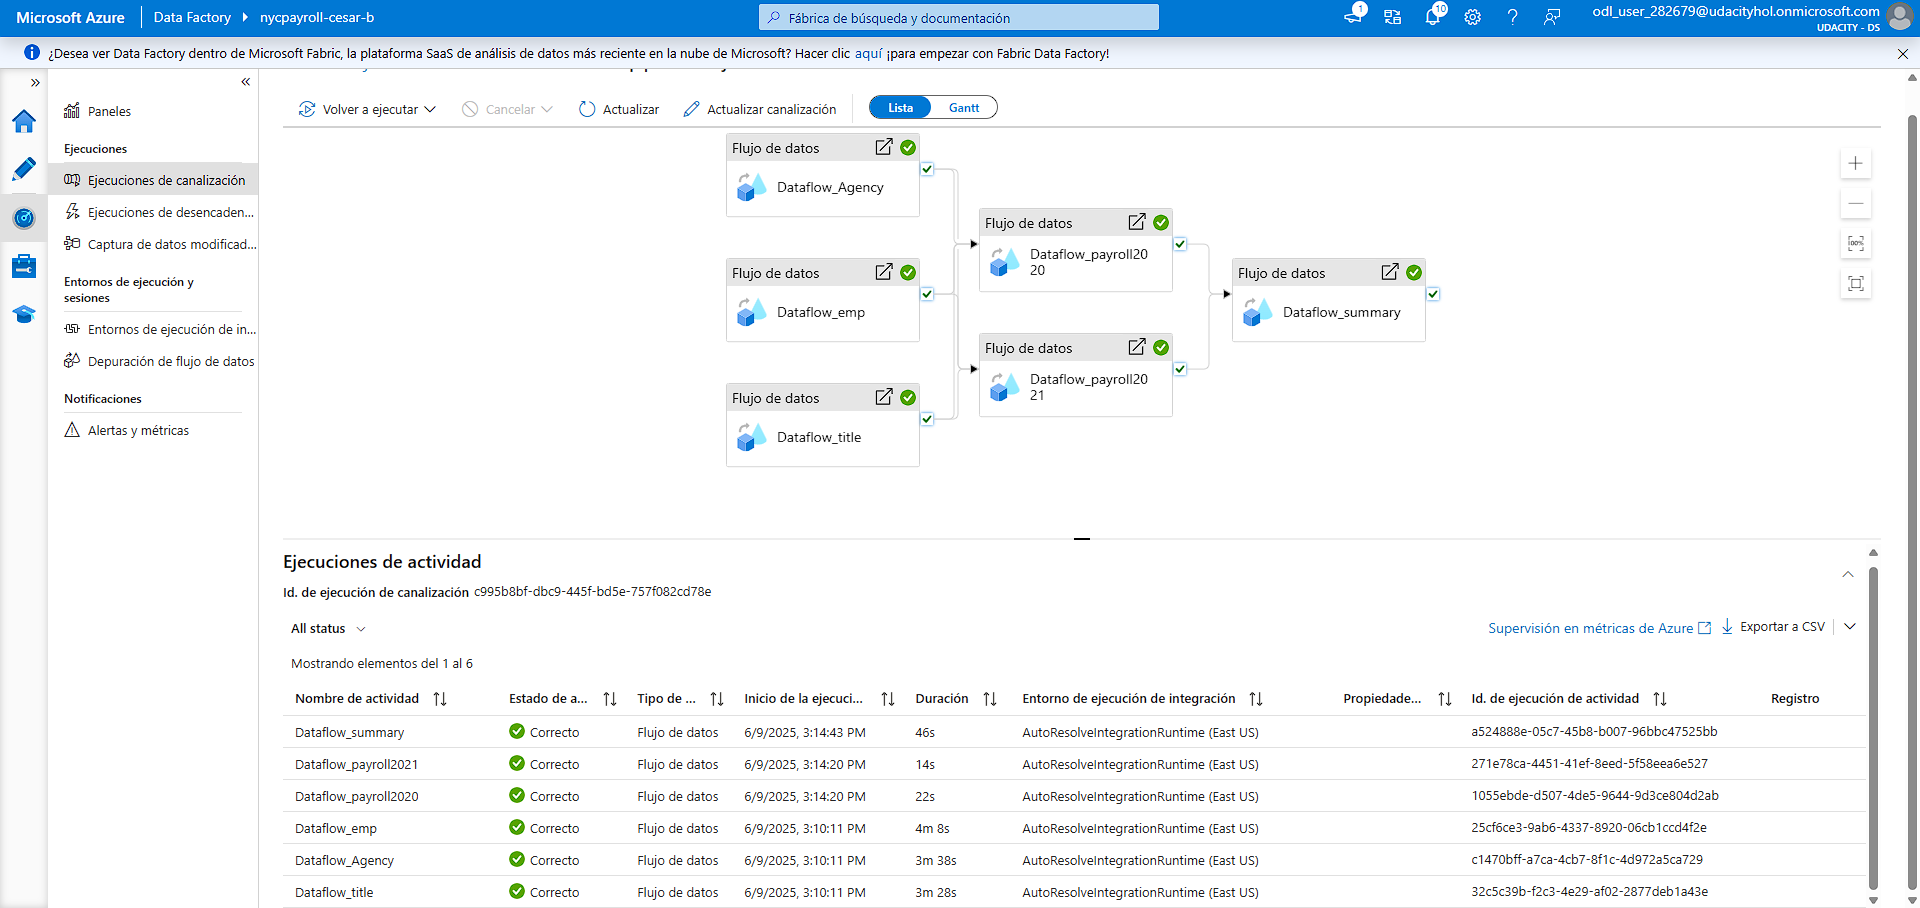 Microsoft Azure
Data Factory
nycpayroll-cesar-b
Fábrica de búsqueda y documentación
1
10
odl_user_282679@udacityhol.onmicrosoft.com
UDACITY - DS
¿Desea ver Data Factory dentro de Microsoft Fabric, la plataforma SaaS de análisis de datos más reciente en la nube de Microsoft? Hacer clic aquí ¡para empezar con Fabric Data Factory!
Paneles
Ejecuciones
Ejecuciones de canalización
Ejecuciones de desencaden...
Captura de datos modificad...
Entornos de ejecución y
sesiones
Entornos de ejecución de in...
Depuración de flujo de datos
Notificaciones
Alertas y métricas
Volver a ejecutar
Cancelar
Actualizar
Actualizar canalización
Lista
Gantt
Flujo de datos
Dataflow_Agency
Flujo de datos
Dataflow_emp
Flujo de datos
Dataflow_title
Flujo de datos
Dataflow_payroll20
20
Flujo de datos
Dataflow_payroll20
21
Flujo de datos
Dataflow_summary
100%
Ejecuciones de actividad
Id. de ejecución de canalización c995b8bf-dbc9-445f-bd5e-757f082cd78e
All status
Supervisión en métricas de Azure
Exportar a CSV
Mostrando elementos del 1 al 6
Nombre de actividad Estado de a... Tipo de ... Inicio de la ejecuci... Duración Entorno de ejecución de integración Propiedade... Id. de ejecución de actividad Registro
Dataflow_summary Correcto Flujo de datos 6/9/2025, 3:14:43 PM 46s AutoResolveIntegrationRuntime (East US) a524888e-05c7-45b8-b007-96bbc47525bb
Dataflow_payroll2021 Correcto Flujo de datos 6/9/2025, 3:14:20 PM 14s AutoResolveIntegrationRuntime (East US) 271e78ca-4451-41ef-8eed-5f58eea6e527
Dataflow_payroll2020 Correcto Flujo de datos 6/9/2025, 3:14:20 PM 22s AutoResolveIntegrationRuntime (East US) 1055ebde-d507-4de5-9644-9d3ce804d2ab
Dataflow_emp Correcto Flujo de datos 6/9/2025, 3:10:11 PM 4m 8s AutoResolveIntegrationRuntime (East US) 25cf6ce3-9ab6-4337-8920-06cb1ccd4f2e
Dataflow_Agency Correcto Flujo de datos 6/9/2025, 3:10:11 PM 3m 38s AutoResolveIntegrationRuntime (East US) c1470bff-a7ca-4cb7-8f1c-4d972a5ca729
Dataflow_title Correcto Flujo de datos 6/9/2025, 3:10:11 PM 3m 28s AutoResolveIntegrationRuntime (East US) 32c5c39b-f2c3-4e29-af02-2877deb1a43e